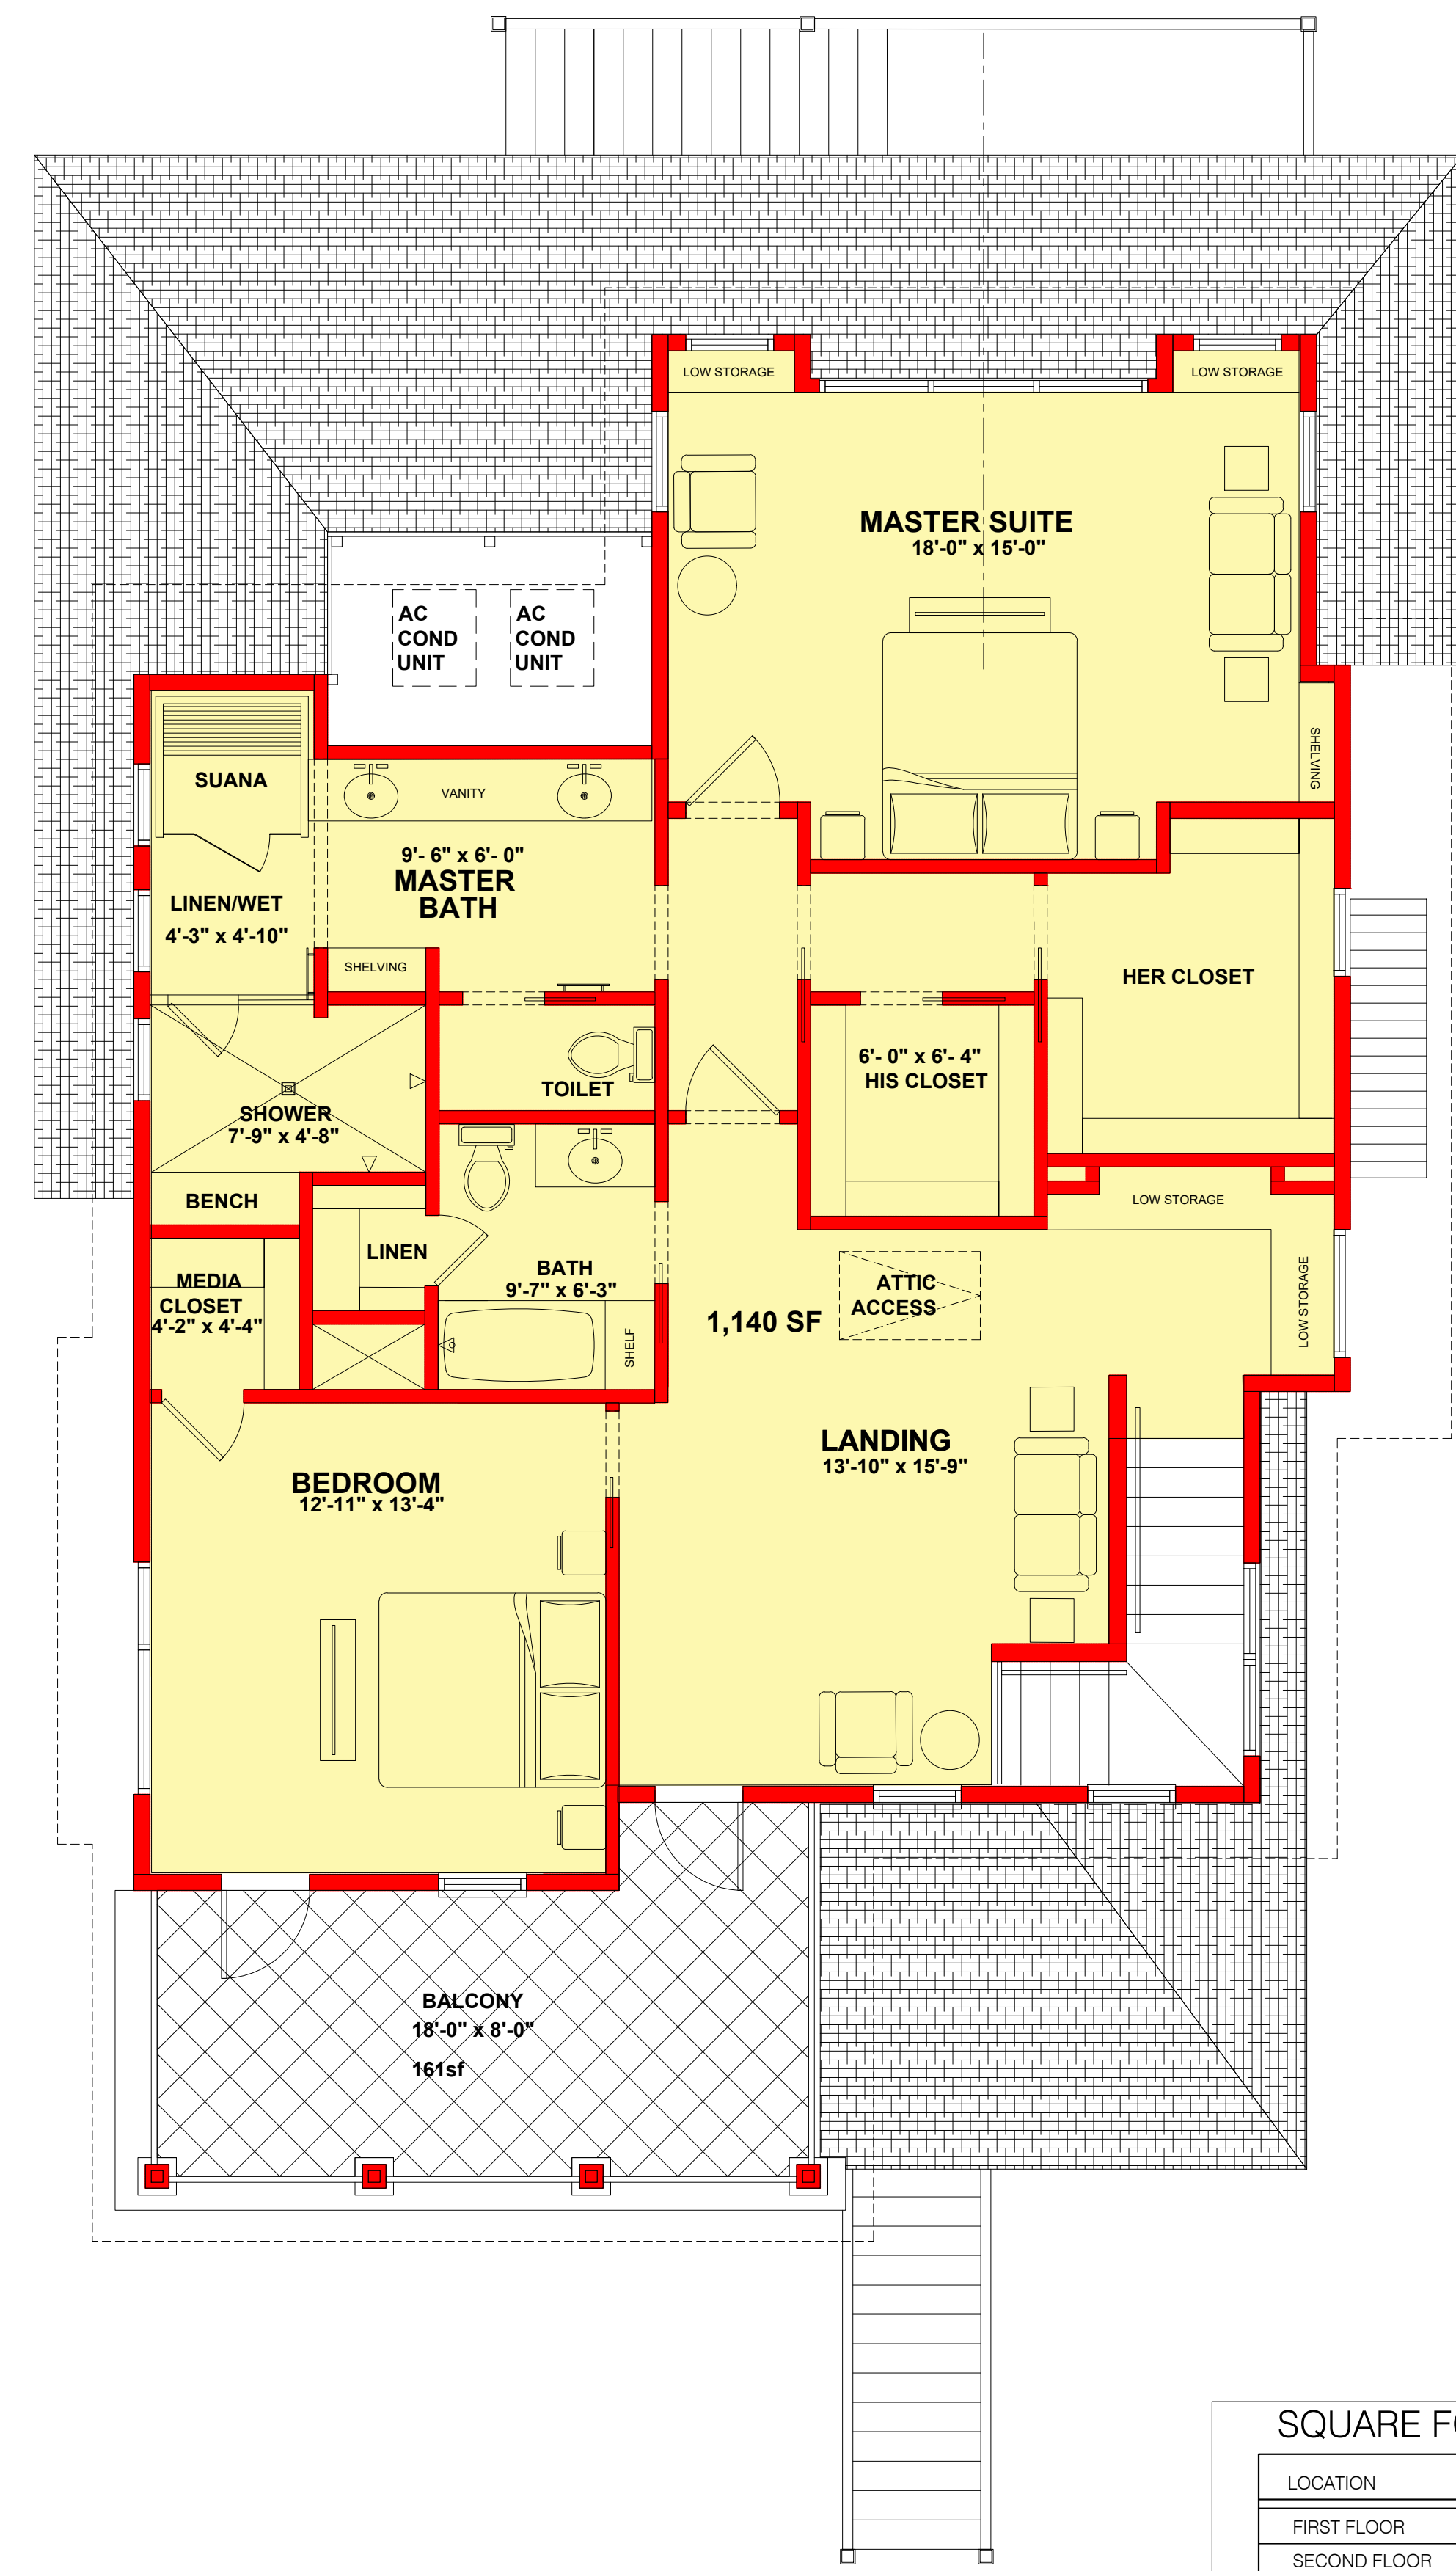 LOW STORAGE
LOW STORAGE
MASTER SUITE
18'-0" x 15'-0"
AC
COND
UNIT
AC
COND
UNIT
SHELVING
SUANA
VANITY
9'- 6" x 6'- 0"
MASTER
BATH
LINEN/WET
4'-3" x 4'-10"
SHELVING
HER CLOSET
6'- 0" x 6'- 4"
HIS CLOSET
TOILET
SHOWER
7'-9" x 4'-8"
BENCH
LOW STORAGE
LINEN
BATH
9'-7" x 6'-3"
MEDIA
CLOSET
4'-2" x 4'-4"
SHELF
1,140 SF
ATTIC
ACCESS
LOW STORAGE
LANDING
13'-10" x 15'-9"
BEDROOM
12'-11" x 13'-4"
BALCONY
18'-0" x 8'-0"
161sf
SQUARE FO
LOCATION
FIRST FLOOR
SECOND FLOOR